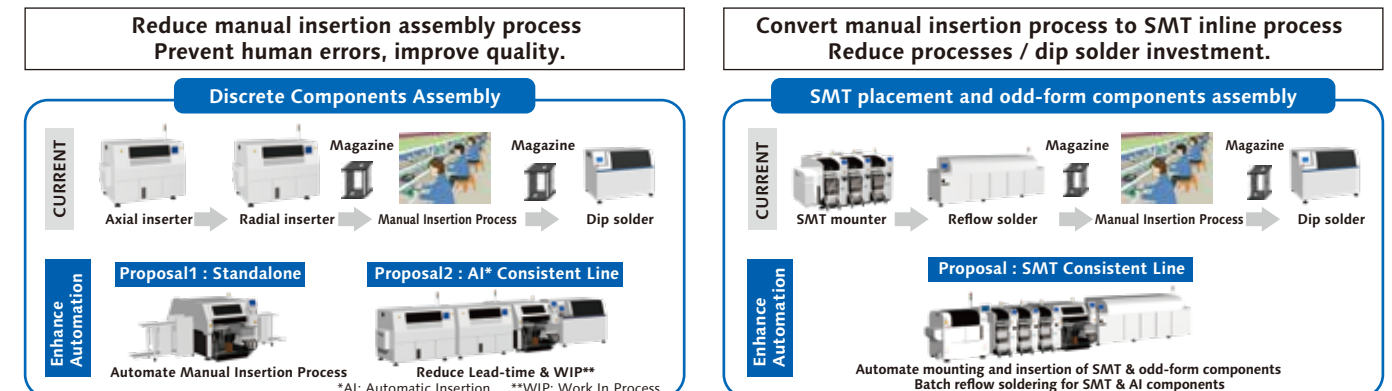 Reduce manual insertion assembly process
Prevent human errors, improve quality.
Discrete Components Assembly
CURRENT
Magazine
Magazine
Axial inserter
Radial inserter
Manual Insertion Process
Dip solder
Enhance
Automation
Proposal1 : Standalone
Proposal2 : AI* Consistent Line
Automate Manual Insertion Process
Reduce Lead-time & WIP**
*AI: Automatic Insertion **WIP: Work In Process
Convert manual insertion process to SMT inline process
Reduce processes / dip solder investment.
SMT placement and odd-form components assembly
CURRENT
Magazine
Magazine
SMT mounter
Reflow solder
Manual Insertion Process
Dip solder
Enhance
Automation
Proposal : SMT Consistent Line
Automate mounting and insertion of SMT & odd-form components
Batch reflow soldering for SMT & AI components